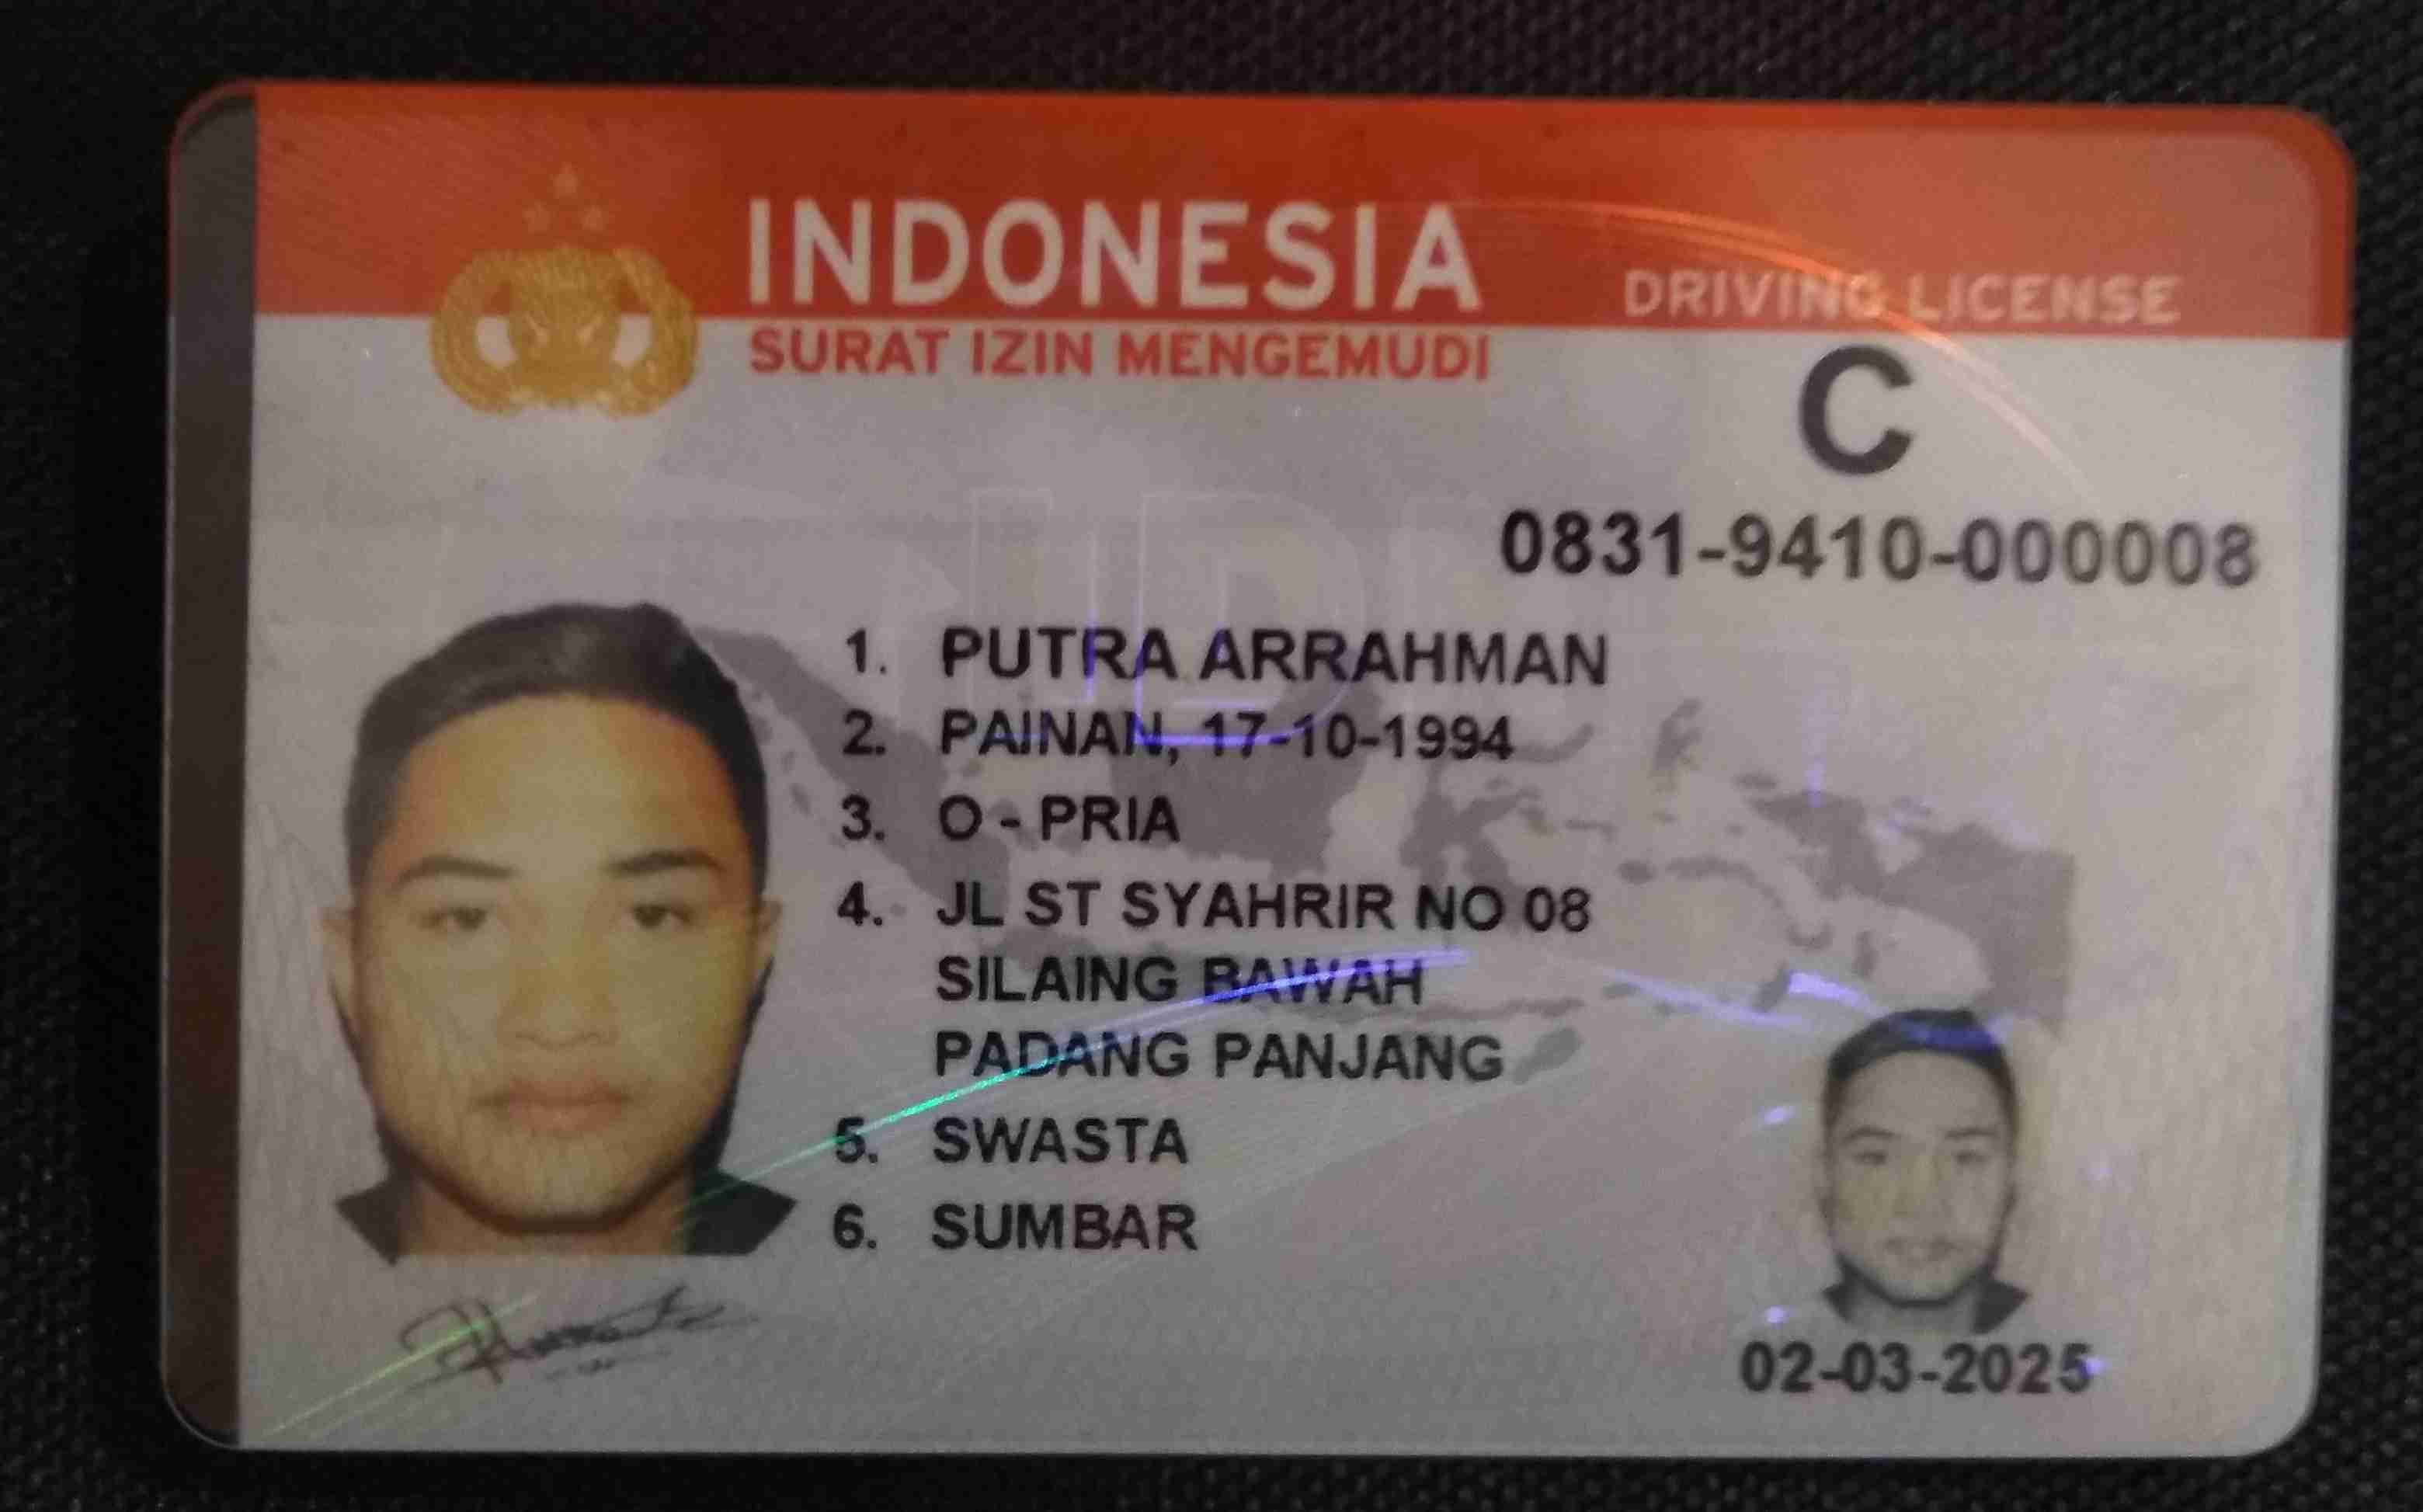 INDONESIA
SURAT IZIN MENGEMUDI
DRIVING LICENSE
C
0831-9410-000008
1. PUTRA ARRAHMAN
2. PAINAN, 17-10-1994
3. O - PRIA
4. JL ST SYAHRIR NO 08
SILAING BAWAH
PADANG PANJANG
5. SWASTA
6. SUMBAR
02-03-2025